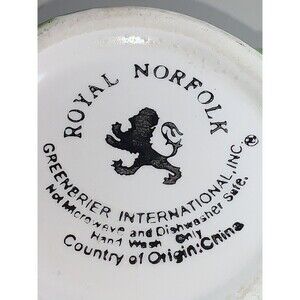 ROYAL NORFOLK
GREENBRIER INTERNATIONAL, INC.®
Not Microwave and Dishwasher Safe.
Hand Wash Only
Country of Origin: China